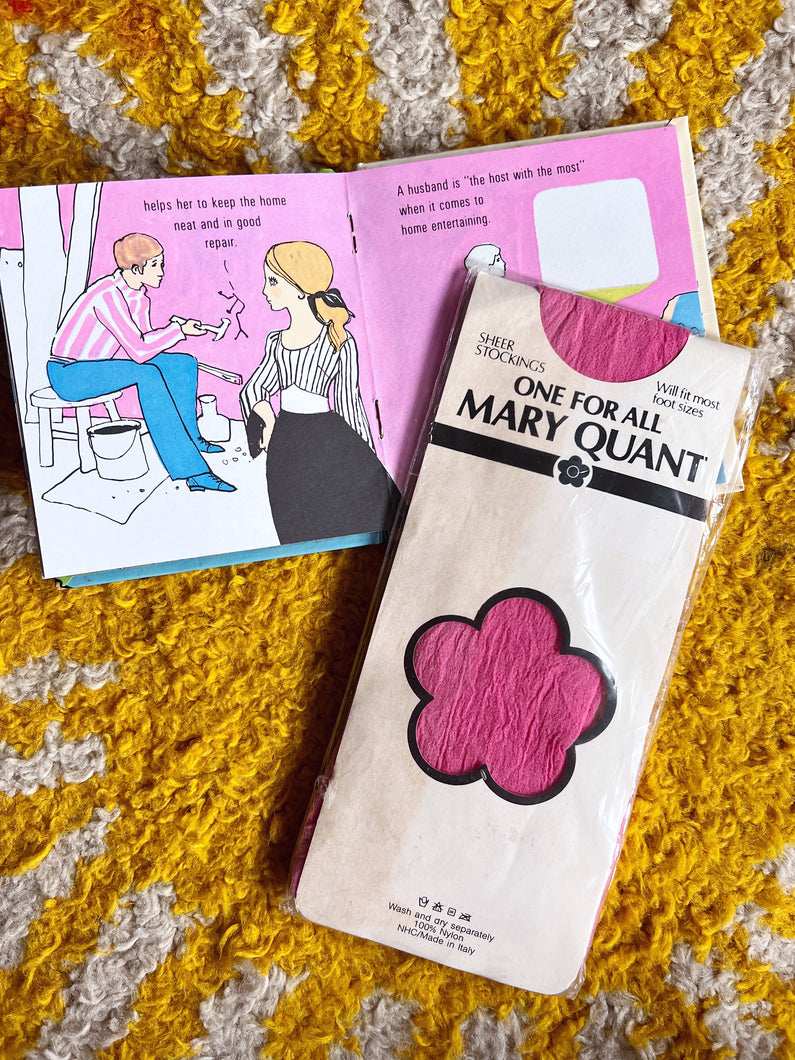 helps her to keep the home
neat and in good
repair.
A husband is "the host with the most"
when it comes to
home entertaining.
SHEER
STOCKINGS
Will fit most
foot sizes
ONE FOR ALL
MARY QUANT
Wash and dry separately
100% Nylon
NHC/Made in Italy